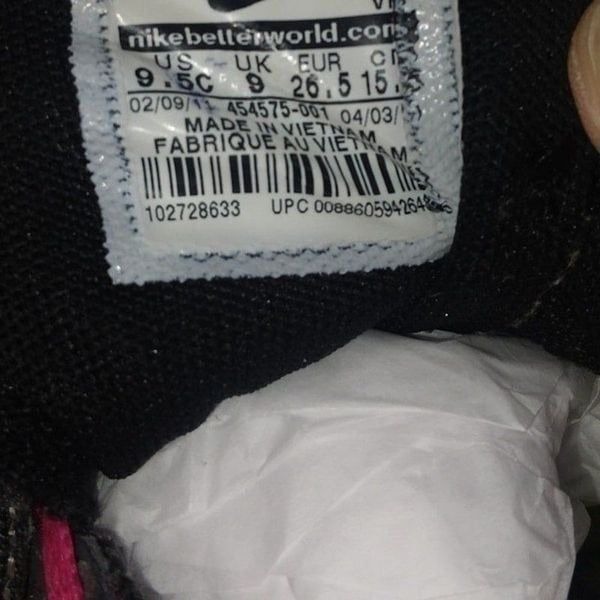 nikebetterworld.com
US UK EUR
9.5C 9 26.5 15.
02/09/11 454575-001 04/03/
MADE IN VIETNAM
FABRIQUE AU VIETNAM
102728633 UPC